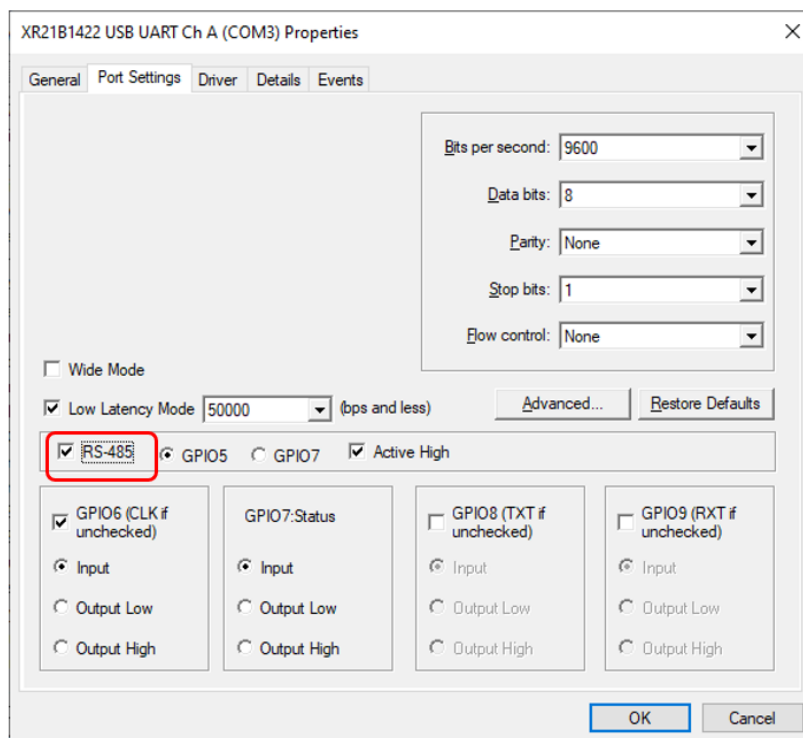 XR21B1422 USB UART Ch A (COM3) Properties
General Port Settings Driver Details Events
Bits per second: 9600
Data bits: 8
Parity: None
Stop bits: 1
Flow control: None
Wide Mode
Low Latency Mode 50000 (bps and less) Advanced... Restore Defaults
RS-485 GPIO5 GPIO7 Active High
GPIO6 (CLK if
unchecked)
Input
Output Low
Output High
GPIO7:Status
Input
Output Low
Output High
GPIO8 (TXT if
unchecked)
Input
Output Low
Output High
GPIO9 (RXT if
unchecked)
Input
Output Low
Output High
OK Cancel